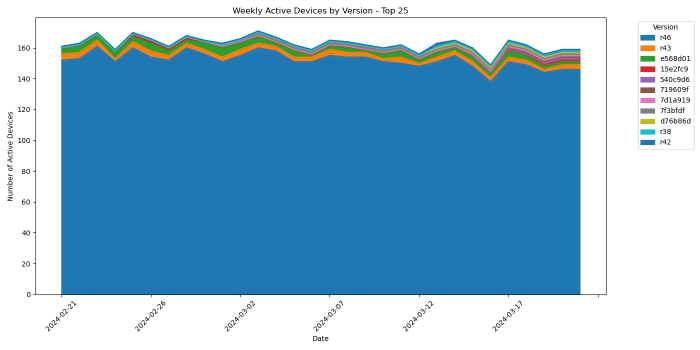 Weekly Active Devices by Version - Top 25
Number of Active Devices
160
140
120
100
80
60
40
20
0
2024-02-21
2024-02-26
2024-03-02
2024-03-07
2024-03-12
2024-03-17
Date
Version
r46
r43
e568d01
15e2fc9
540c9d6
719609f
7d1a919
7f3bfdf
d76b86d
r38
r42